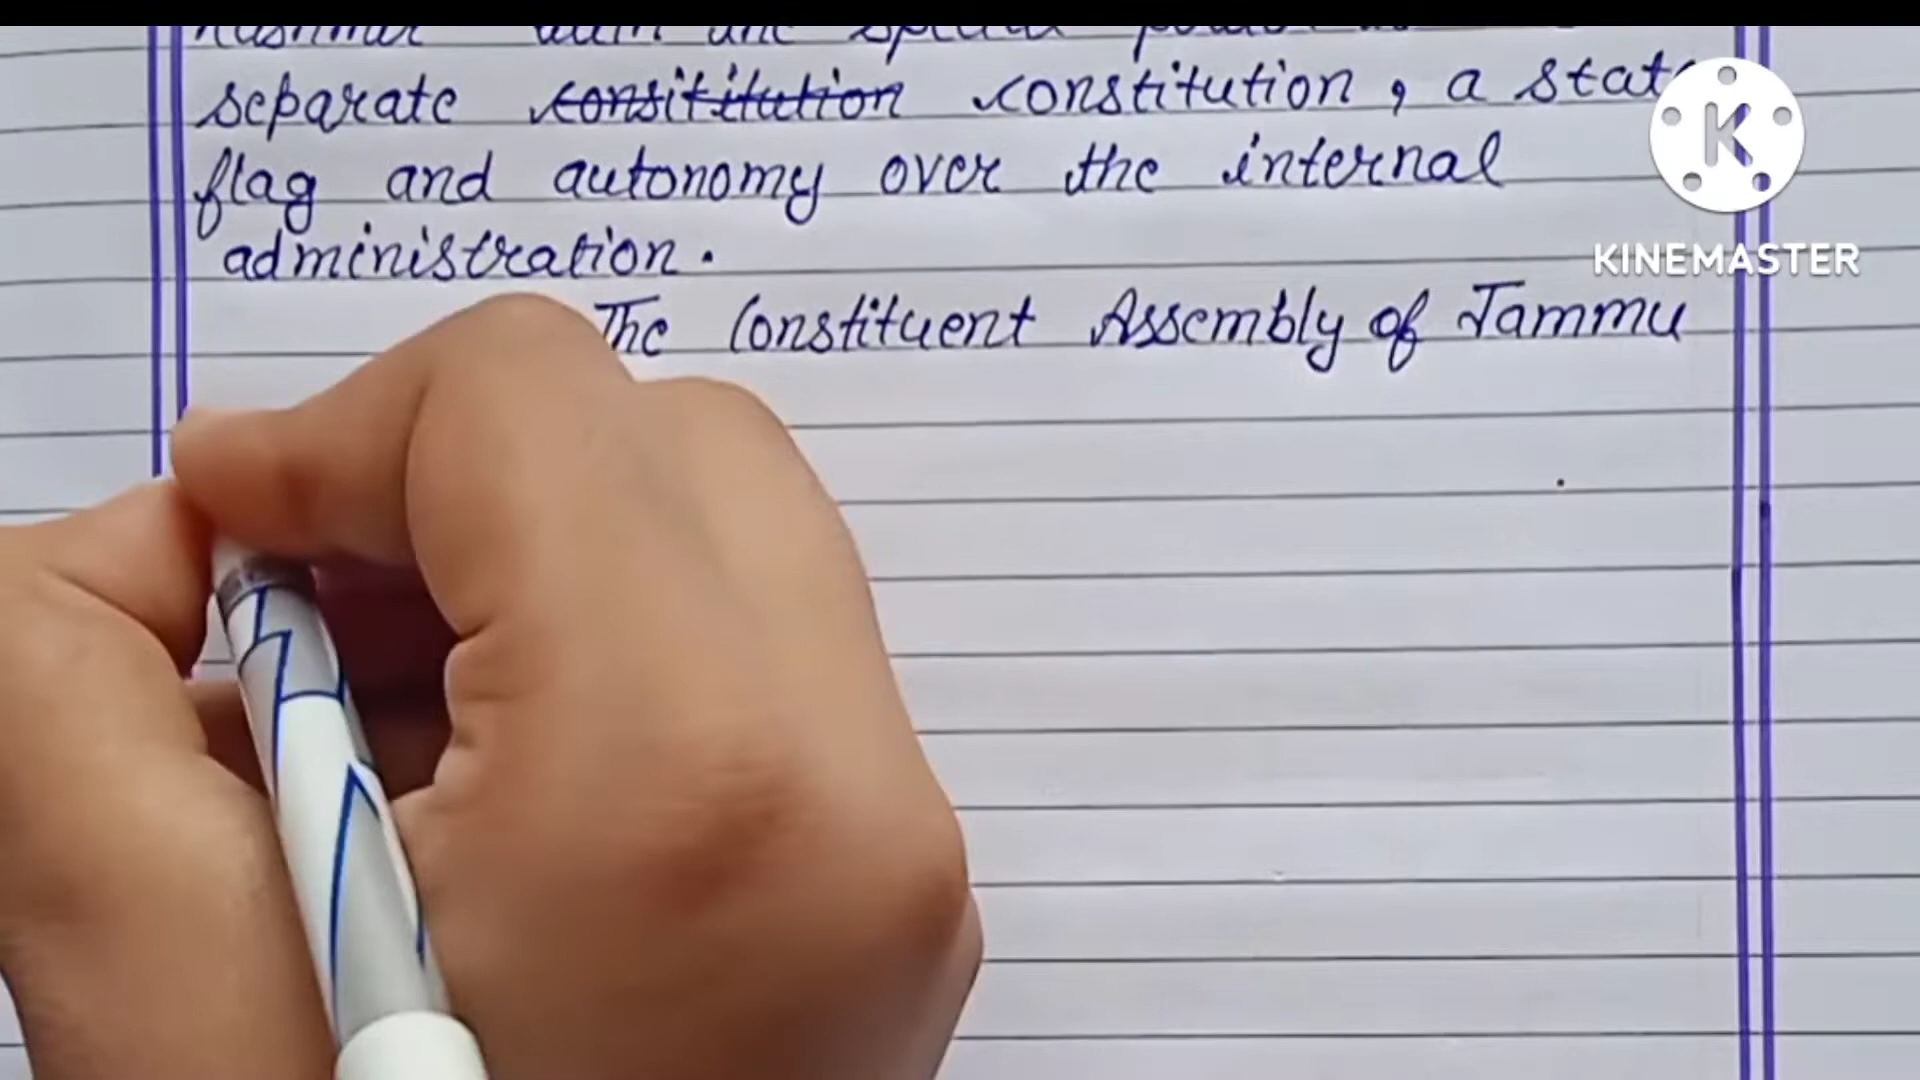 separate consititution constitution, a state
flag and autonomy over the internal
administration.
The Constituent Assembly of Jammu
K
KINEMASTER